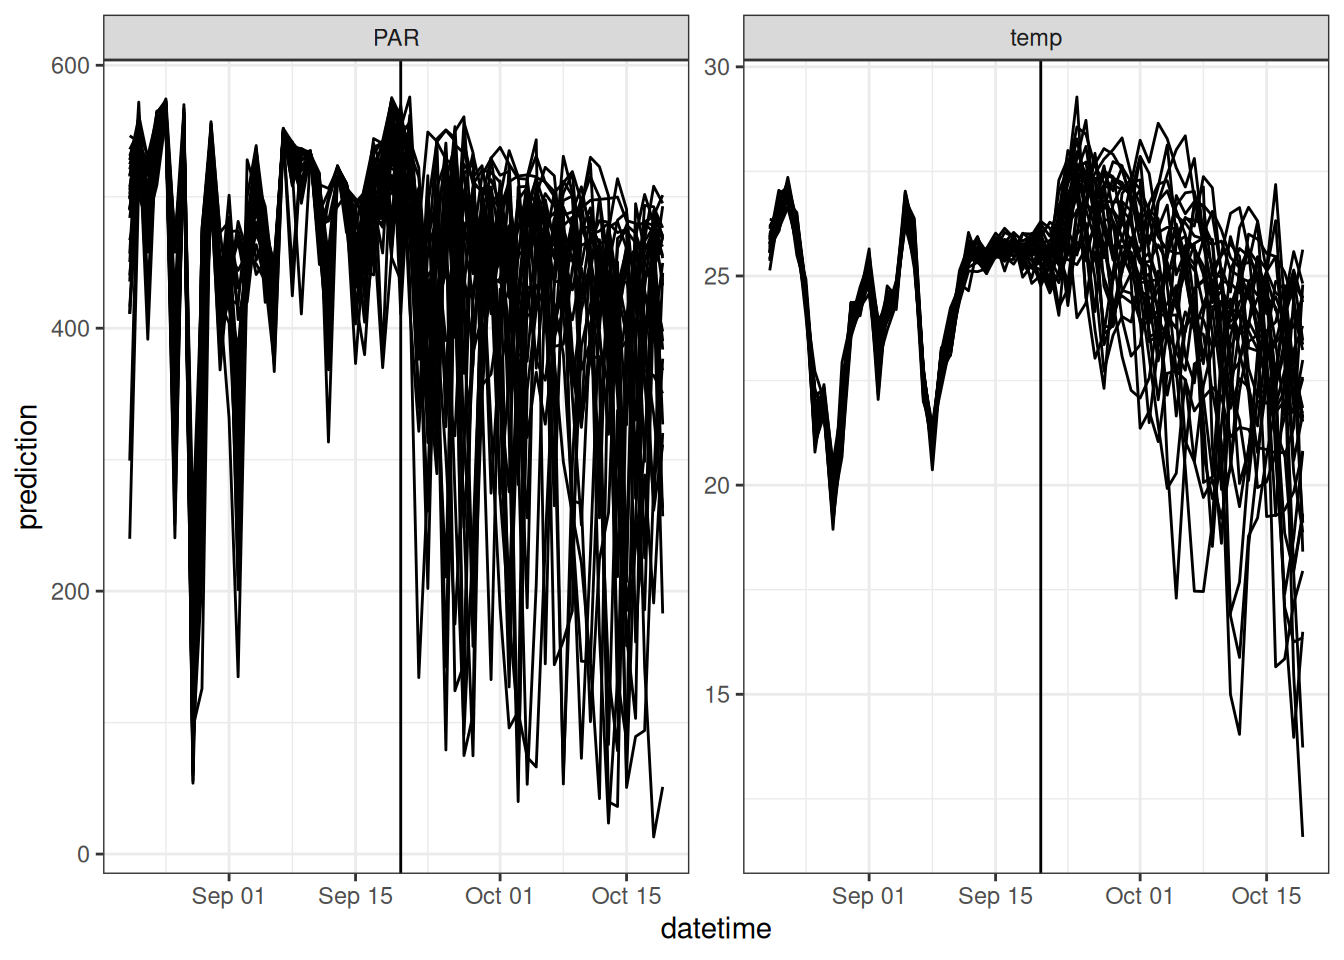 PAR
temp
prediction
600
400
200
0
30
25
20
15
Sep 01
Sep 15
Oct 01
Oct 15
Sep 01
Sep 15
Oct 01
Oct 15
datetime